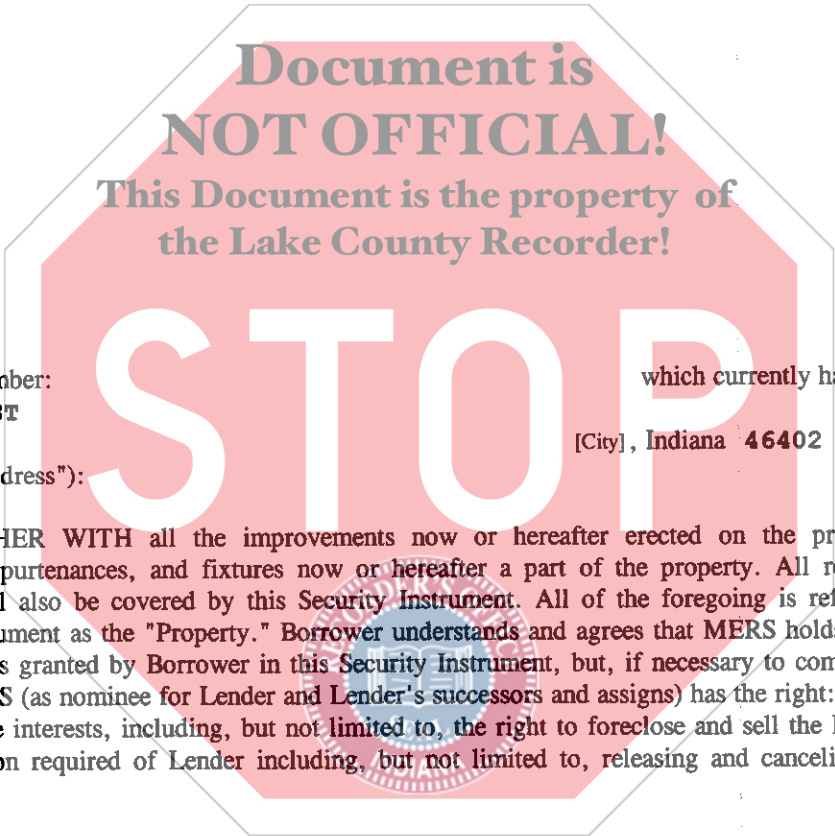 Document is
NOT OFFICIAL!
This Document is the property of
the Lake County Recorder!
STOP
nber: which currently ha
ST
[City], Indiana 46402
dress"):
HER WITH all the improvements now or hereafter erected on the pr
purtenances, and fixtures now or hereafter a part of the property. All r
l also be covered by this Security Instrument. All of the foregoing is ref
ument as the "Property." Borrower understands and agrees that MERS hold
s granted by Borrower in this Security Instrument, but, if necessary to com
S (as nominee for Lender and Lender's successors and assigns) has the right:
e interests, including, but not limited to, the right to foreclose and sell the
on required of Lender including, but not limited to, releasing and canceli
INDIANA